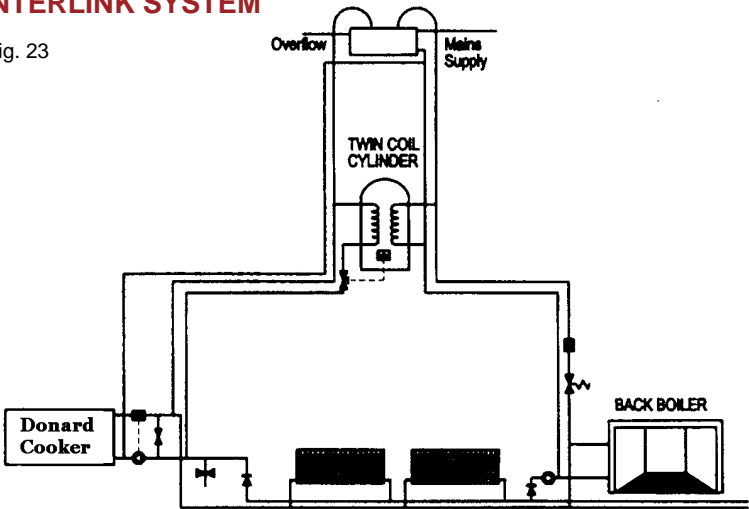 NTERLINK SYSTEM
ig. 23
Overflow
Mains
Supply
TWIN COIL
CYLINDER
BACK BOILER
Donard
Cooker